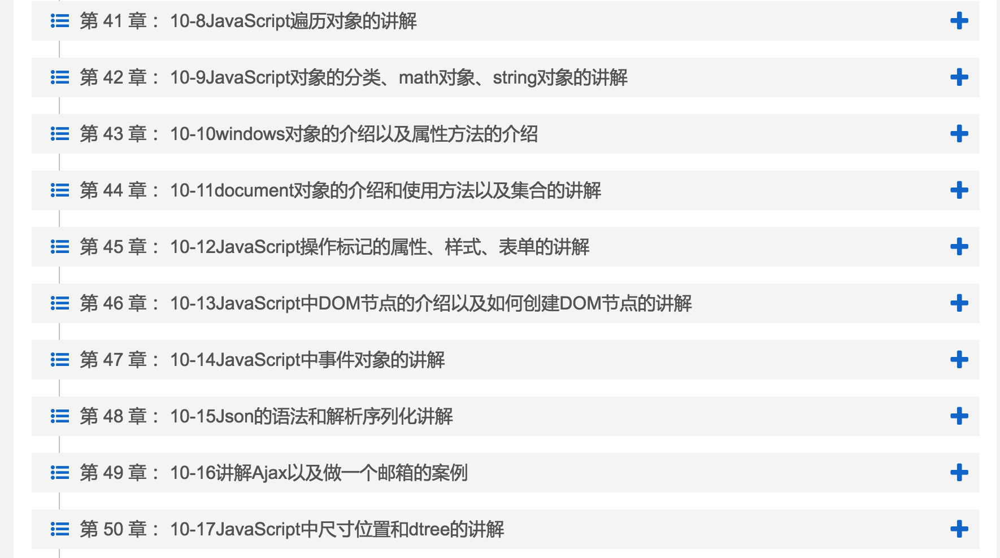 第 41 章： 10-8JavaScript遍历对象的讲解
第 42 章： 10-9JavaScript对象的分类、math对象、string对象的讲解
第 43 章： 10-10windows对象的介绍以及属性方法的介绍
第 44 章： 10-11document对象的介绍和使用方法以及集合的讲解
第 45 章： 10-12JavaScript操作标记的属性、样式、表单的讲解
第 46 章： 10-13JavaScript中DOM节点的介绍以及如何创建DOM节点的讲解
第 47 章： 10-14JavaScript中事件对象的讲解
第 48 章： 10-15Json的语法和解析序列化讲解
第 49 章： 10-16讲解Ajax以及做一个邮箱的案例
第 50 章： 10-17JavaScript中尺寸位置和dtree的讲解